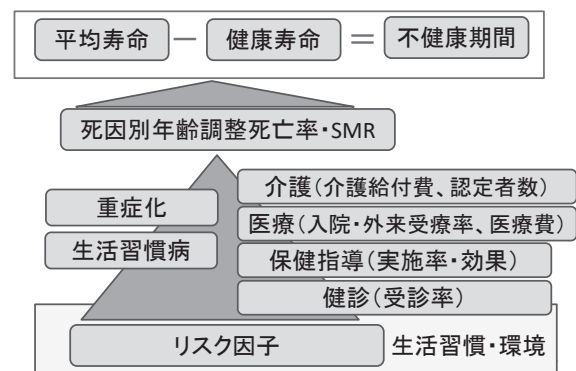 平均寿命 － 健康寿命 ＝ 不健康期間
死因別年齢調整死亡率・SMR
介護(介護給付費、認定者数)
重症化
医療(入院・外来受療率、医療費)
生活習慣病
保健指導(実施率・効果)
健診(受診率)
リスク因子
生活習慣・環境